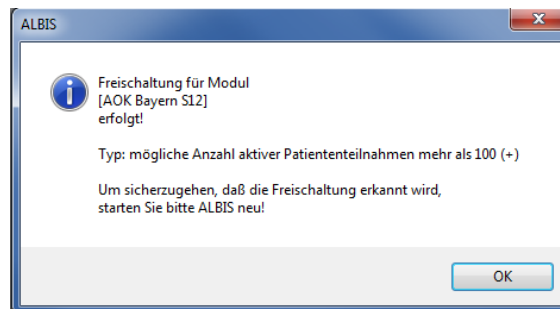 ALBIS
Freischaltung für Modul
[AOK Bayern S12]
erfolgt!
Typ: mögliche Anzahl aktiver Patiententeilnahmen mehr als 100 (+)
Um sicherzugehen, daß die Freischaltung erkannt wird,
starten Sie bitte ALBIS neu!
OK